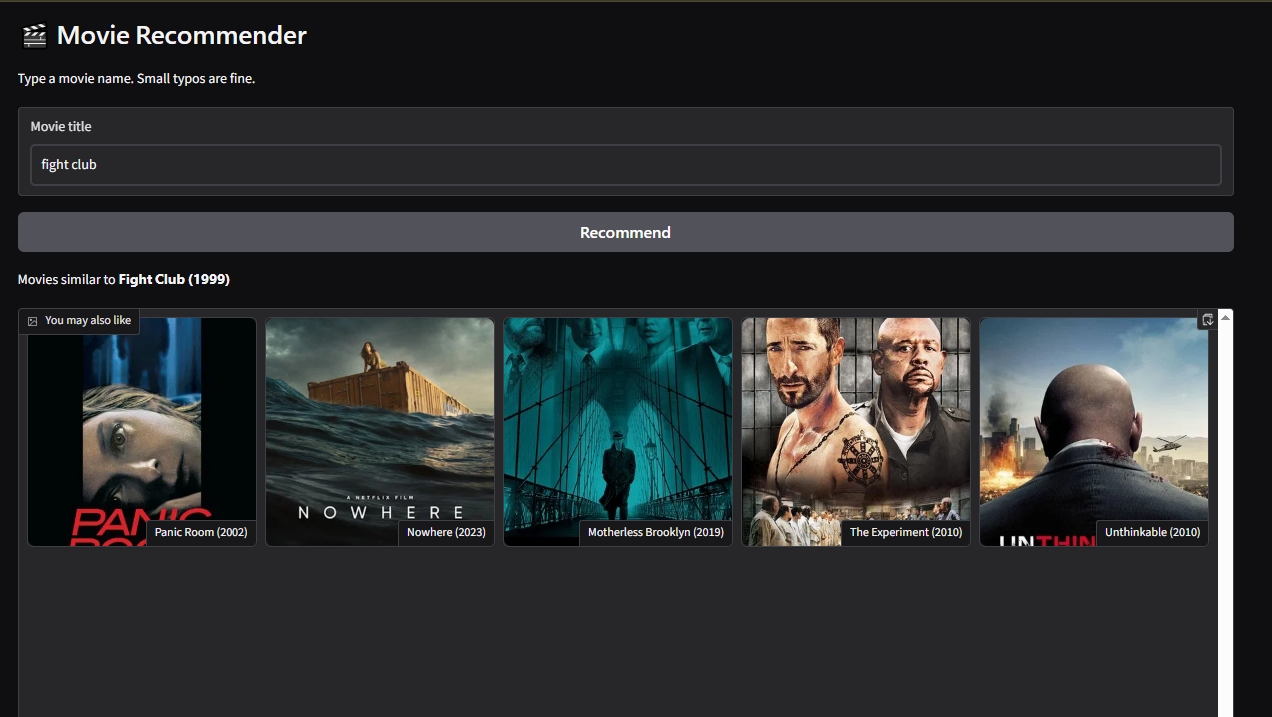 🎬 Movie Recommender
Type a movie name. Small typos are fine.
Movie title
fight club
Recommend
Movies similar to Fight Club (1999)
You may also like
PANIC
Panic Room (2002)
A NETFLIX FILM
NOWHERE
Nowhere (2023)
Motherless Brooklyn (2019)
The Experiment (2010)
UNTHIN
Unthinkable (2010)